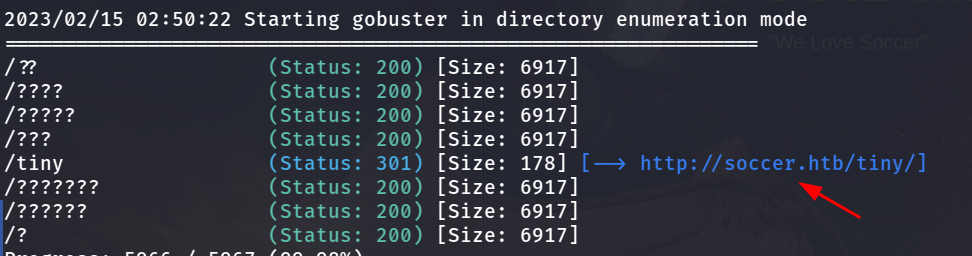 2023/02/15 02:50:22 Starting gobuster in directory enumeration mode
===============================================================
"We Love Soccer"
/?? (Status: 200) [Size: 6917]
/???? (Status: 200) [Size: 6917]
/????? (Status: 200) [Size: 6917]
/??? (Status: 200) [Size: 6917]
/tiny (Status: 301) [Size: 178] [--> http://soccer.htb/tiny/]
/??????? (Status: 200) [Size: 6917]
/?????? (Status: 200) [Size: 6917]
/? (Status: 200) [Size: 6917]